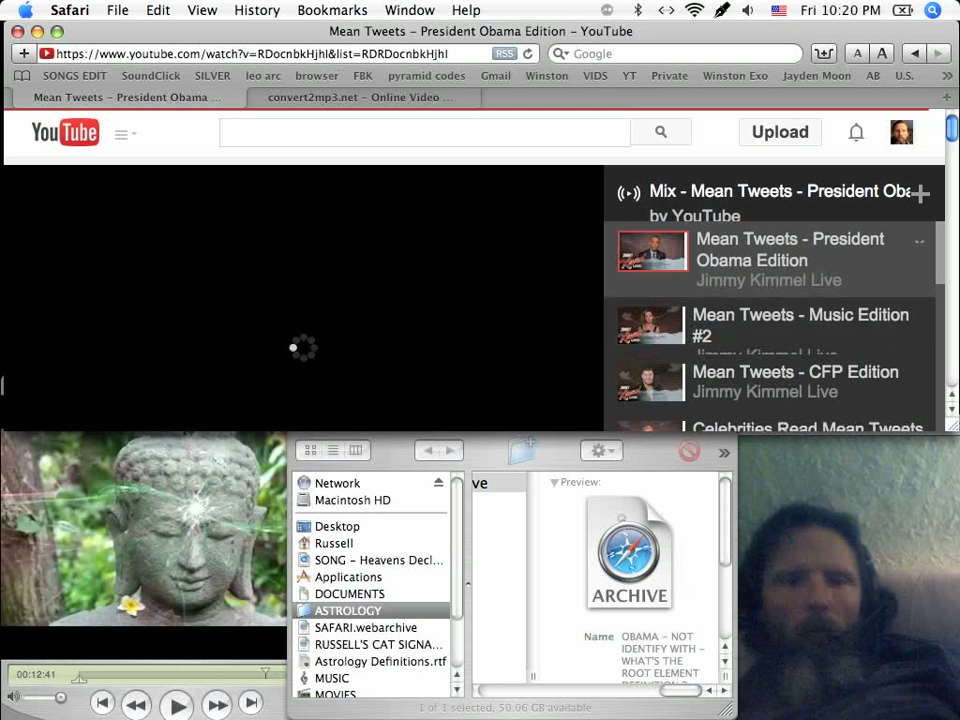 Safari File Edit View History Bookmarks Window Help Fri 10:20 PM
Mean Tweets – President Obama Edition – YouTube
https://www.youtube.com/watch?v=RDocnbkHjhI&list=RDRDocnbkHjhI RSS Google A A
SONGS EDIT SoundClick SILVER leo arc browser FBK pyramid codes Gmail Winston VIDS YT Private Winston Exo Jayden Moon AB U.S. »
Mean Tweets – President Obama ... convert2mp3.net – Online Video ...
YouTube Upload
Mix - Mean Tweets - President Oba
by YouTube
Mean Tweets - President
Obama Edition
Jimmy Kimmel Live
Mean Tweets - Music Edition
#2
Jimmy Kimmel Live
Mean Tweets - CFP Edition
Jimmy Kimmel Live
Celebrities Read Mean Tweets
Network
Macintosh HD
Desktop
Russell
SONG – Heavens Decl...
Applications
DOCUMENTS
ASTROLOGY
SAFARI.webarchive
RUSSELL'S CAT SIGNA...
Astrology Definitions.rtf
MUSIC
MOVIES
ve
Preview:
ARCHIVE
Name OBAMA – NOT
IDENTIFY WITH –
WHAT'S THE
ROOT ELEMENT
DEFINITION 2
1 of 1 selected, 50.06 GB available
00:12:41